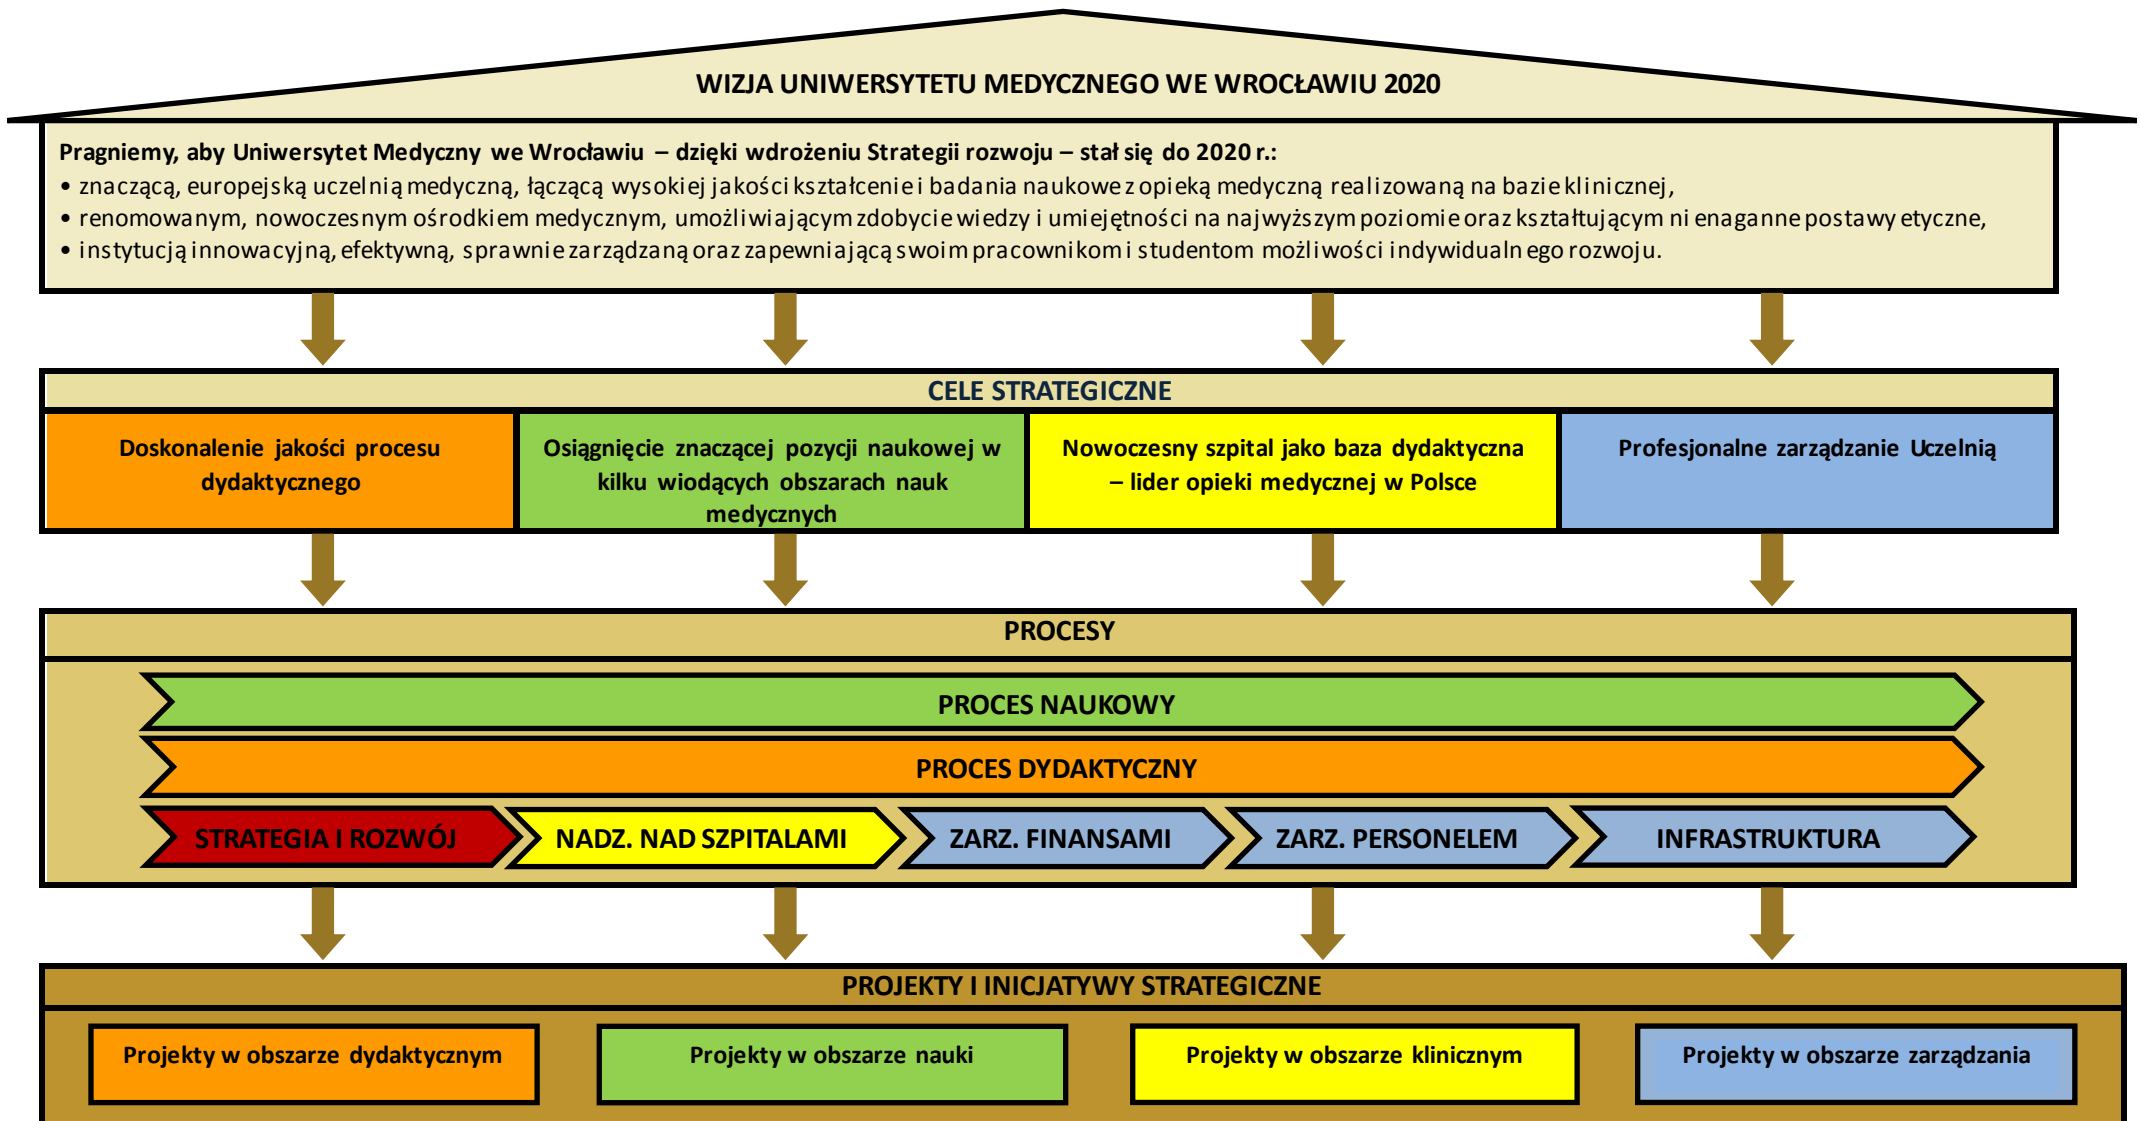 WIZJA UNIWERSYTETU MEDYCZNEGO WE WROCŁAWIU 2020
Pragniemy, aby Uniwersytet Medyczny we Wrocławiu – dzięki wdrożeniu Strategii rozwoju – stał się do 2020 r.:
• znaczącą, europejską uczelnią medyczną, łączącą wysokiej jakości kształcenie i badania naukowe z opieką medyczną realizowaną na bazie klinicznej,
• renomowanym, nowoczesnym ośrodkiem medycznym, umożliwiającym zdobycie wiedzy i umiejętności na najwyższym poziomie oraz kształtującym nienaganne postawy etyczne,
• instytucją innowacyjną, efektywną, sprawnie zarządzaną oraz zapewniającą swoim pracownikom i studentom możliwości indywidualnego rozwoju.
CELE STRATEGICZNE
Doskonalenie jakości procesu
dydaktycznego
Osiągnięcie znaczącej pozycji naukowej w
kilku wiodących obszarach nauk
medycznych
Nowoczesny szpital jako baza dydaktyczna
– lider opieki medycznej w Polsce
Profesjonalne zarządzanie Uczelnią
PROCESY
PROCES NAUKOWY
PROCES DYDAKTYCZNY
STRATEGIA I ROZWÓJ
NADZ. NAD SZPITALAMI
ZARZ. FINANSAMI
ZARZ. PERSONELEM
INFRASTRUKTURA
PROJEKTY I INICJATYWY STRATEGICZNE
Projekty w obszarze dydaktycznym
Projekty w obszarze nauki
Projekty w obszarze klinicznym
Projekty w obszarze zarządzania